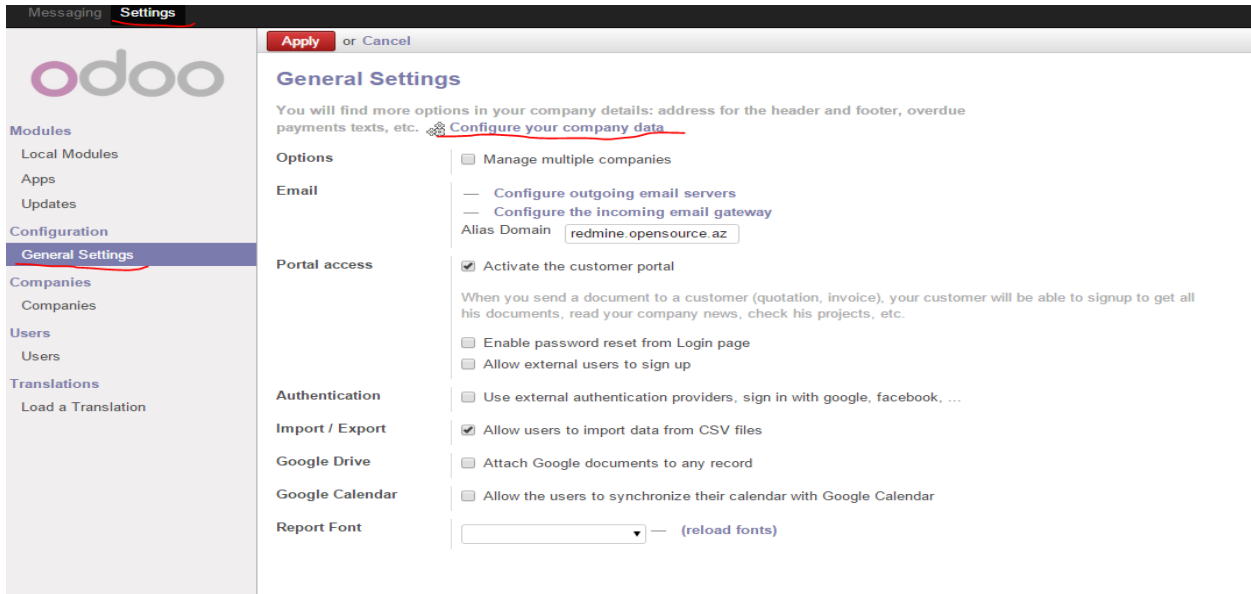 Messaging Settings
Apply or Cancel
odoo
General Settings
You will find more options in your company details: address for the header and footer, overdue
payments texts, etc. Configure your company data
Modules
Local Modules
Apps
Updates
Configuration
General Settings
Companies
Companies
Users
Users
Translations
Load a Translation
Options Manage multiple companies
Email — Configure outgoing email servers
— Configure the incoming email gateway
Alias Domain redmine.opensource.az
Portal access Activate the customer portal
When you send a document to a customer (quotation, invoice), your customer will be able to signup to get all
his documents, read your company news, check his projects, etc.
Enable password reset from Login page
Allow external users to sign up
Authentication Use external authentication providers, sign in with google, facebook, ...
Import / Export Allow users to import data from CSV files
Google Drive Attach Google documents to any record
Google Calendar Allow the users to synchronize their calendar with Google Calendar
Report Font — (reload fonts)